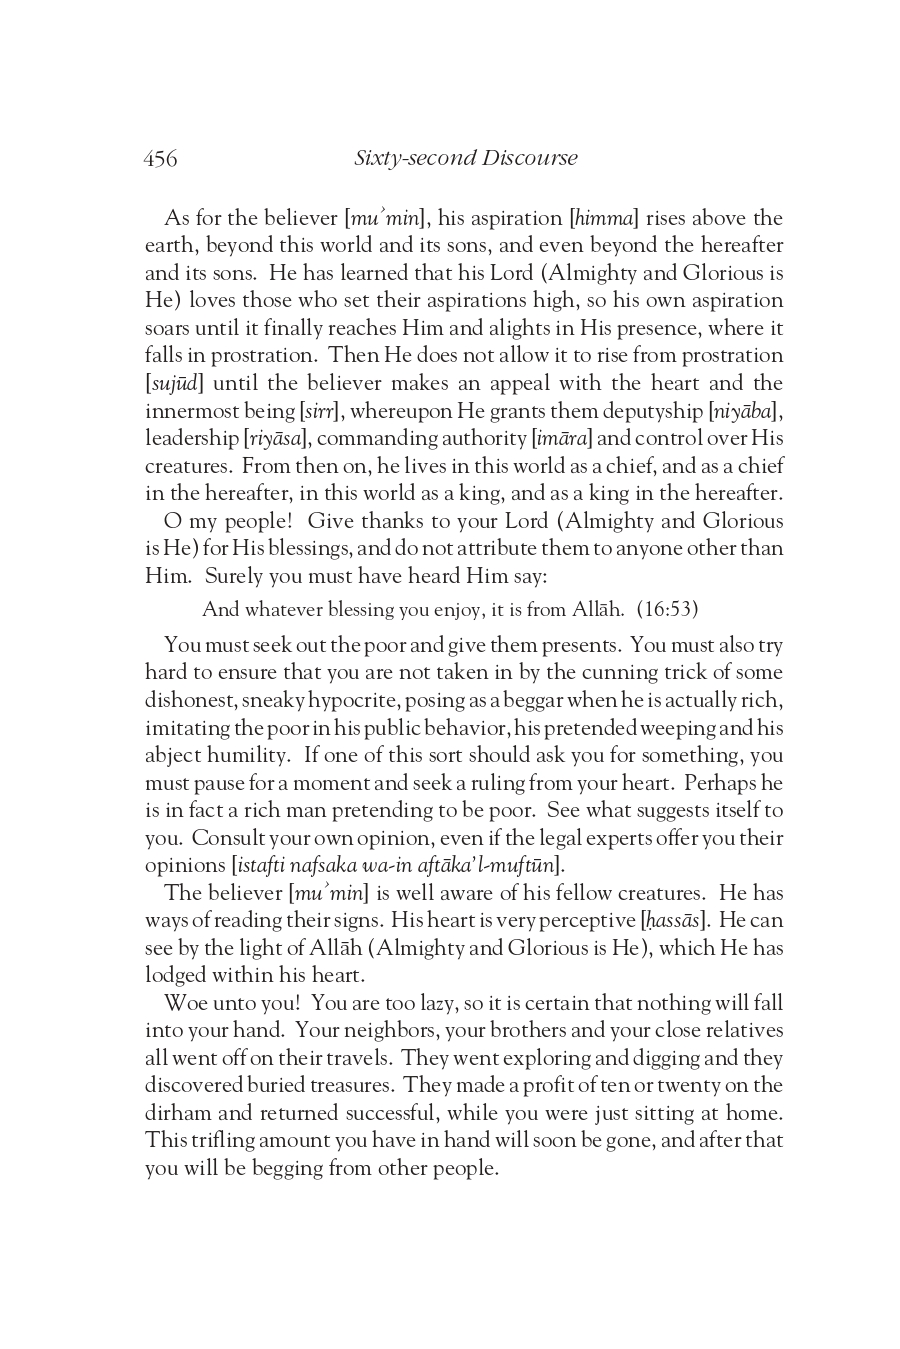 456 Sixty-second Discourse
As for the believer [muʾmin], his aspiration [himma] rises above the
earth, beyond this world and its sons, and even beyond the hereafter
and its sons. He has learned that his Lord (Almighty and Glorious is
He) loves those who set their aspirations high, so his own aspiration
soars until it finally reaches Him and alights in His presence, where it
falls in prostration. Then He does not allow it to rise from prostration
[sujūd] until the believer makes an appeal with the heart and the
innermost being [sirr], whereupon He grants them deputyship [niyāba],
leadership [riyāsa], commanding authority [imāra] and control over His
creatures. From then on, he lives in this world as a chief, and as a chief
in the hereafter, in this world as a king, and as a king in the hereafter.
O my people! Give thanks to your Lord (Almighty and Glorious
is He) for His blessings, and do not attribute them to anyone other than
Him. Surely you must have heard Him say:
And whatever blessing you enjoy, it is from Allāh. (16:53)
You must seek out the poor and give them presents. You must also try
hard to ensure that you are not taken in by the cunning trick of some
dishonest, sneaky hypocrite, posing as a beggar when he is actually rich,
imitating the poor in his public behavior, his pretended weeping and his
abject humility. If one of this sort should ask you for something, you
must pause for a moment and seek a ruling from your heart. Perhaps he
is in fact a rich man pretending to be poor. See what suggests itself to
you. Consult your own opinion, even if the legal experts offer you their
opinions [istafti nafsaka wa-in aftāka’l-muftūn].
The believer [muʾmin] is well aware of his fellow creatures. He has
ways of reading their signs. His heart is very perceptive [ḥassās]. He can
see by the light of Allāh (Almighty and Glorious is He), which He has
lodged within his heart.
Woe unto you! You are too lazy, so it is certain that nothing will fall
into your hand. Your neighbors, your brothers and your close relatives
all went off on their travels. They went exploring and digging and they
discovered buried treasures. They made a profit of ten or twenty on the
dirham and returned successful, while you were just sitting at home.
This trifling amount you have in hand will soon be gone, and after that
you will be begging from other people.